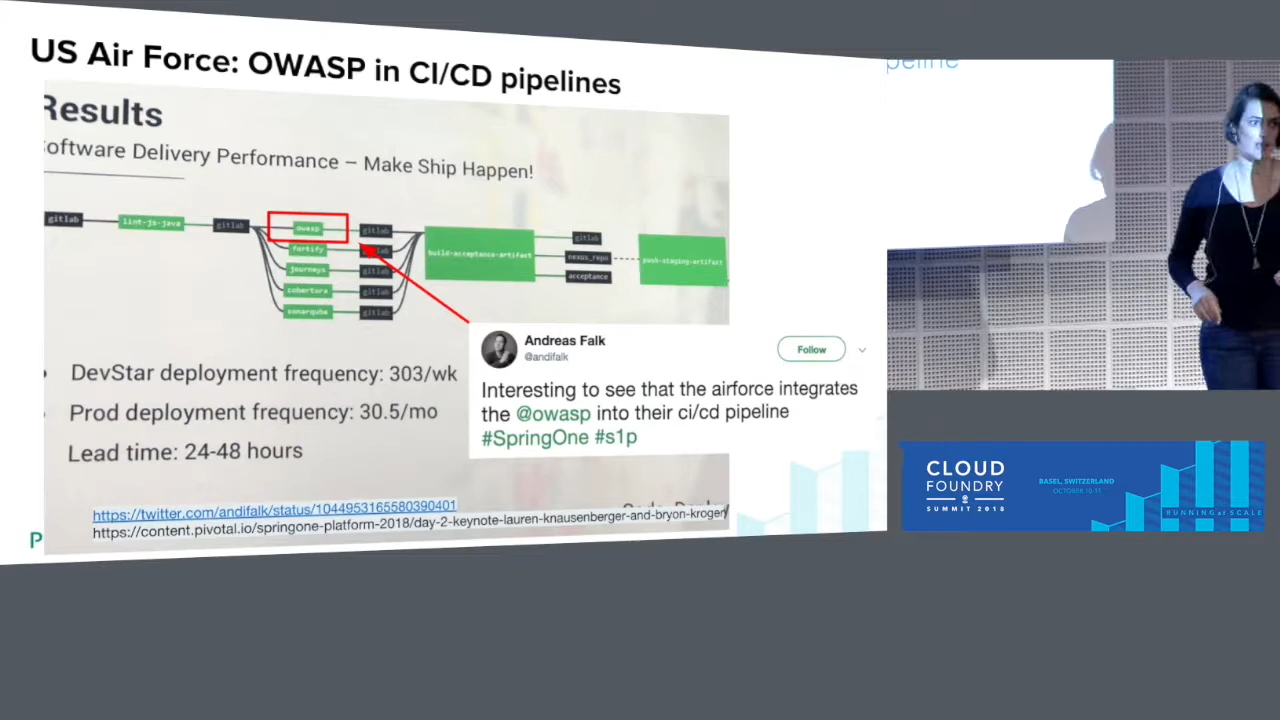 US Air Force: OWASP in CI/CD pipelines
Results
oftware Delivery Performance – Make Ship Happen!
gitlab
lint-js-java
gitlab
owasp
gitlab
fortify
gitlab
journeys
gitlab
cobertura
gitlab
sonarqube
gitlab
build-acceptance-artifact
gitlab
nexus_repo
acceptance
push-staging-artifact
DevStar deployment frequency: 303/wk
Prod deployment frequency: 30.5/mo
Lead time: 24-48 hours
Andreas Falk
@andifalk
Follow
Interesting to see that the airforce integrates
the @owasp into their ci/cd pipeline
#SpringOne #s1p
https://twitter.com/andifalk/status/1044953165580390401
https://content.pivotal.io/springone-platform-2018/day-2-keynote-lauren-knausenberger-and-bryon-kroger/
P
peline
CLOUD
FOUNDRY
SUMMIT 2018
BASEL, SWITZERLAND
OCTOBER 10-11
RUNNING at SCALE